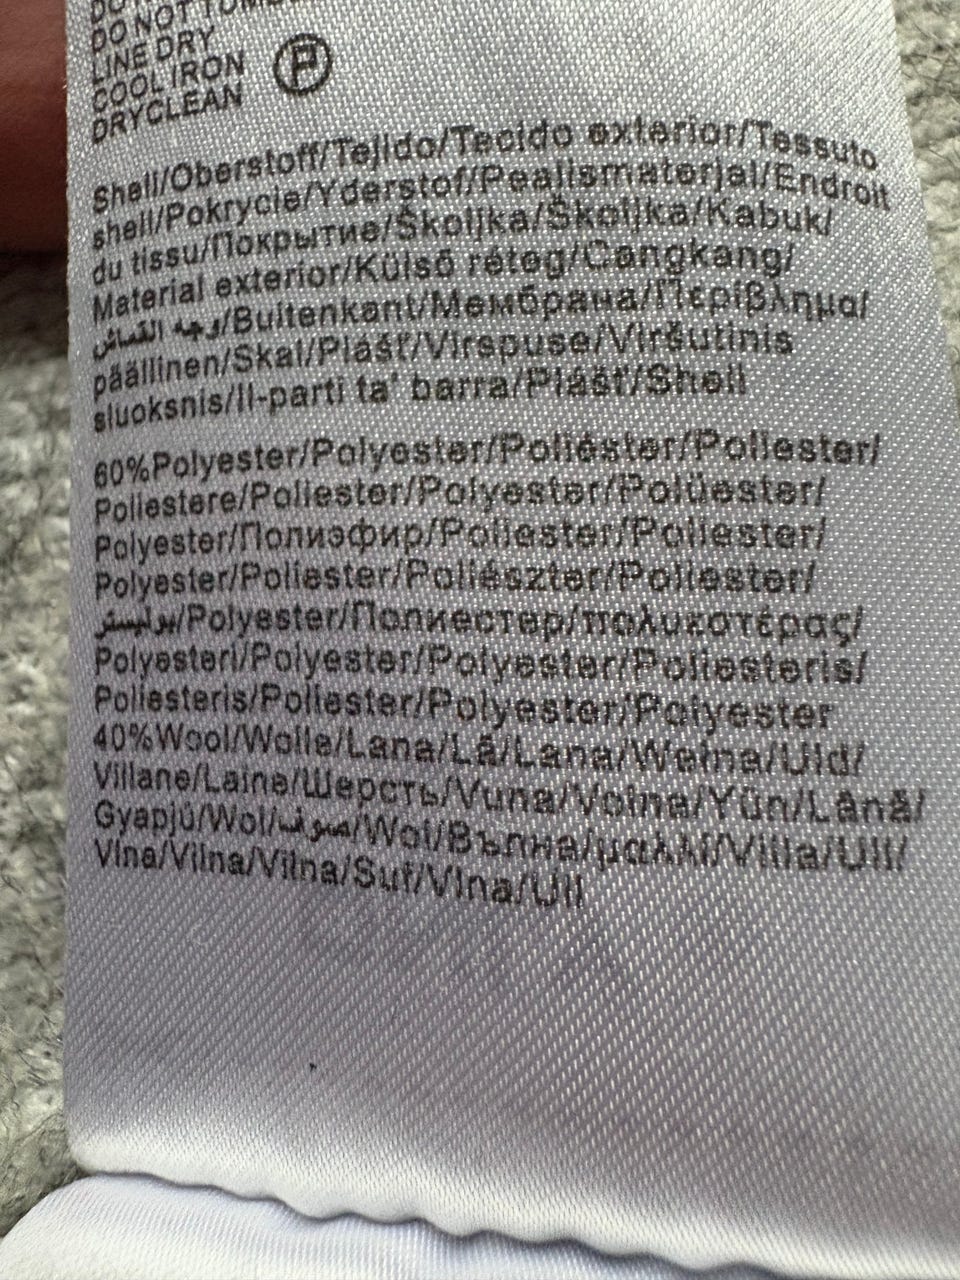 DO NOT TUMBLE
LINE DRY
COOL IRON
DRYCLEAN
P
Shell/Oberstoff/Tejido/Tecido exterior/Tessuto
shell/Pokrycie/Yderstof/Pealismaterjal/Endroit
du tissu/Покрытие/Školjka/Školjka/Kabuk/
Material exterior/Külső réteg/Cangkang/
وجه القماش/Buitenkant/Мембрана/Περίβλημα/
päällinen/Skal/Plášť/Virspuse/Viršutinis
sluoksnis/Il-parti ta' barra/Plášť/Shell
60%Polyester/Polyester/Poliéster/Poliester/
Poliestere/Poliester/Polyester/Polüester/
Polyester/Полиэфир/Poliester/Poliester/
Polyester/Poliester/Poliészter/Poliester/
بوليستر/Polyester/Полиестер/πολυεστέρας/
Polyesteri/Polyester/Polyester/Poliesteris/
Poliesteris/Poliester/Polyester/Polyester
40%Wool/Wolle/Lana/Lã/Lana/Wełna/Uld/
Villane/Laine/Шерсть/Vuna/Volna/Yün/Lână/
Gyapjú/Wol/صوف/Wol/Вълна/μαλλί/Villa/Ull/
Vlna/Vilna/Vilna/Suf/Vlna/Ull